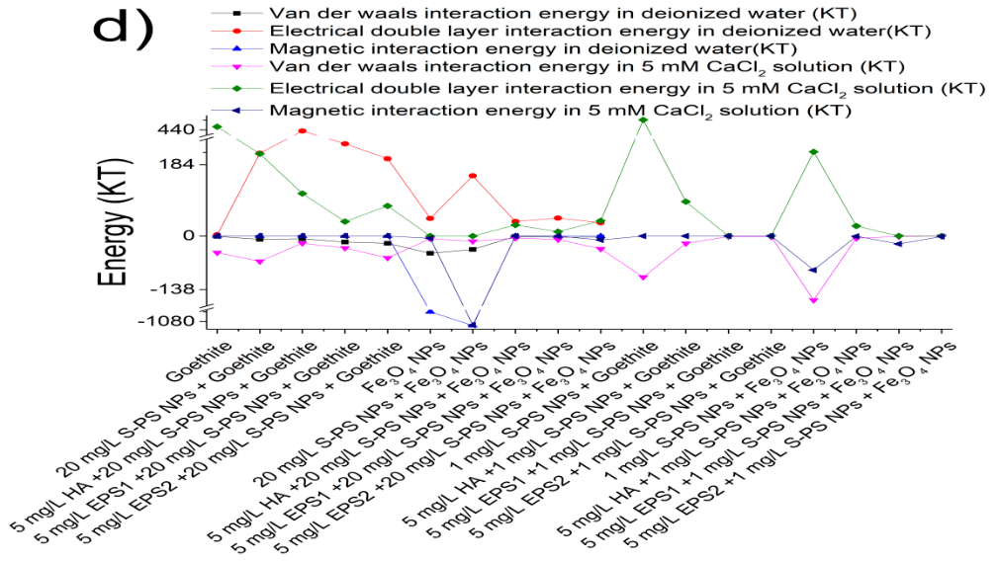 d)
Van der waals interaction energy in deionized water (KT)
Electrical double layer interaction energy in deionized water(KT)
Magnetic interaction energy in deionized water(KT)
Van der waals interaction energy in 5 mM CaCl₂ solution (KT)
Electrical double layer interaction energy in 5 mM CaCl₂ solution (KT)
Magnetic interaction energy in 5 mM CaCl₂ solution (KT)
Energy (KT)
440
184
0
-138
-1080
Goethite
20 mg/L S-PS NPs + Goethite
5 mg/L HA +20 mg/L S-PS NPs + Goethite
5 mg/L EPS1 +20 mg/L S-PS NPs + Goethite
5 mg/L EPS2 +20 mg/L S-PS NPs + Goethite
Fe₃O₄ NPs
20 mg/L S-PS NPs + Fe₃O₄ NPs
5 mg/L HA +20 mg/L S-PS NPs + Fe₃O₄ NPs
5 mg/L EPS1 +20 mg/L S-PS NPs + Fe₃O₄ NPs
5 mg/L EPS2 +20 mg/L S-PS NPs + Fe₃O₄ NPs
1 mg/L S-PS NPs + Goethite
5 mg/L HA +1 mg/L S-PS NPs + Goethite
5 mg/L EPS1 +1 mg/L S-PS NPs + Goethite
5 mg/L EPS2 +1 mg/L S-PS NPs + Goethite
1 mg/L S-PS NPs + Fe₃O₄ NPs
5 mg/L HA +1 mg/L S-PS NPs + Fe₃O₄ NPs
5 mg/L EPS1 +1 mg/L S-PS NPs + Fe₃O₄ NPs
5 mg/L EPS2 +1 mg/L S-PS NPs + Fe₃O₄ NPs